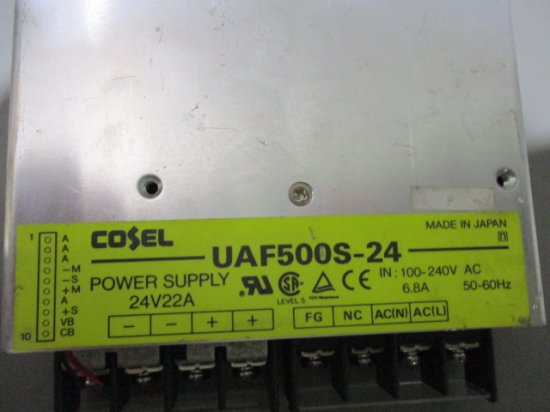 COSEL
MADE IN JAPAN
UAF500S-24
POWER SUPPLY
24V22A
LEVEL 5
IN : 100-240V AC
6.8A 50-60Hz
1
A
A
A
−M
−S
+M
A
+S
VB
CB
10
− − + +
FG NC AC(N) AC(L)